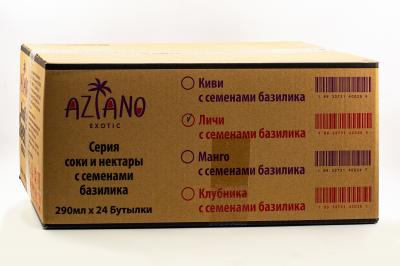 AZIANO
EXOTIC
Серия
соки и нектары
с семенами
базилика
290мл x 24 Бутылки
Киви
с семенами базилика
Личи
с семенами базилика
Манго
с семенами базилика
Клубника
с семенами базилика